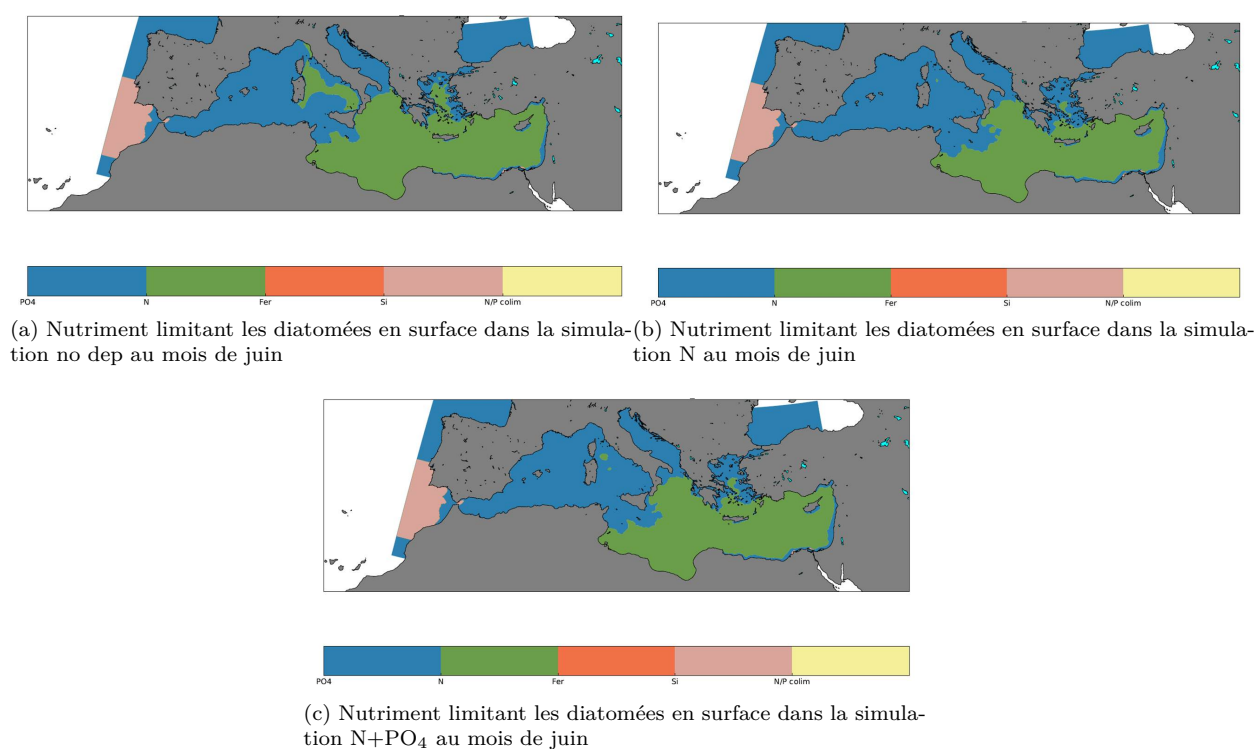 PO4 N Fer Si N/P colim
PO4 N Fer Si N/P colim
(a) Nutriment limitant les diatomées en surface dans la simula-
tion no dep au mois de juin
(b) Nutriment limitant les diatomées en surface dans la simula-
tion N au mois de juin
PO4 N Fer Si N/P colim
(c) Nutriment limitant les diatomées en surface dans la simula-
tion N+PO₄ au mois de juin